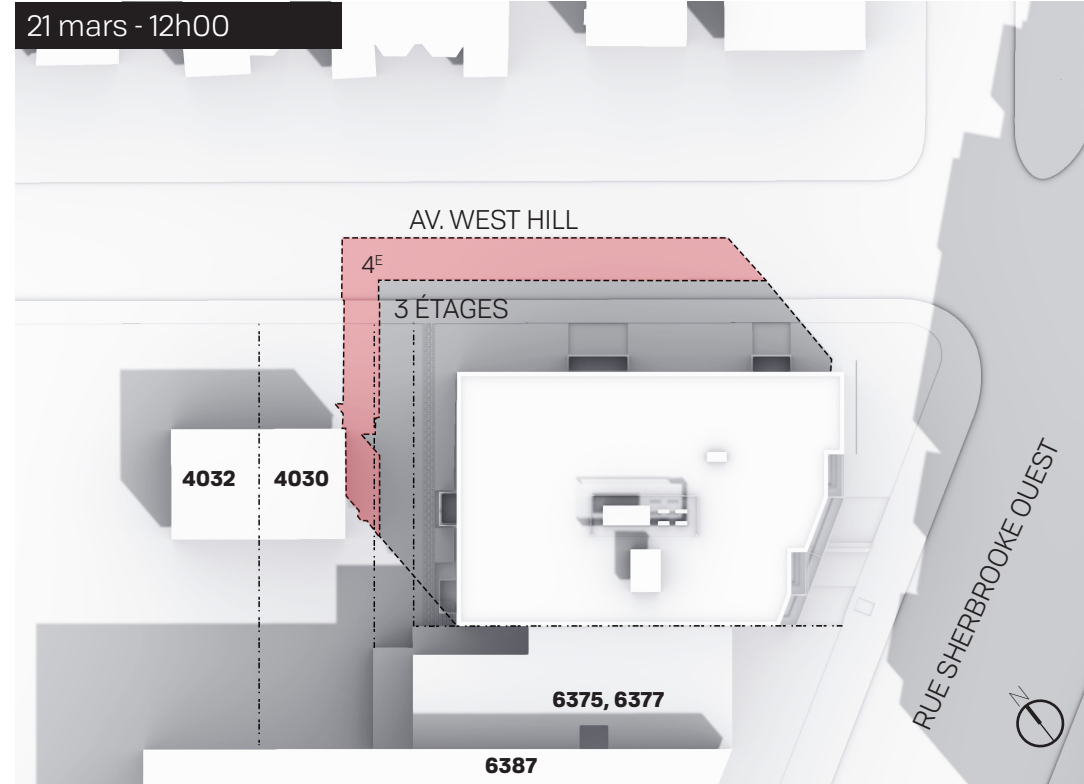 21 mars - 12h00
AV. WEST HILL
4E
3 ÉTAGES
4032
4030
RUE SHERBROOKE OUEST
6375, 6377
N
6387